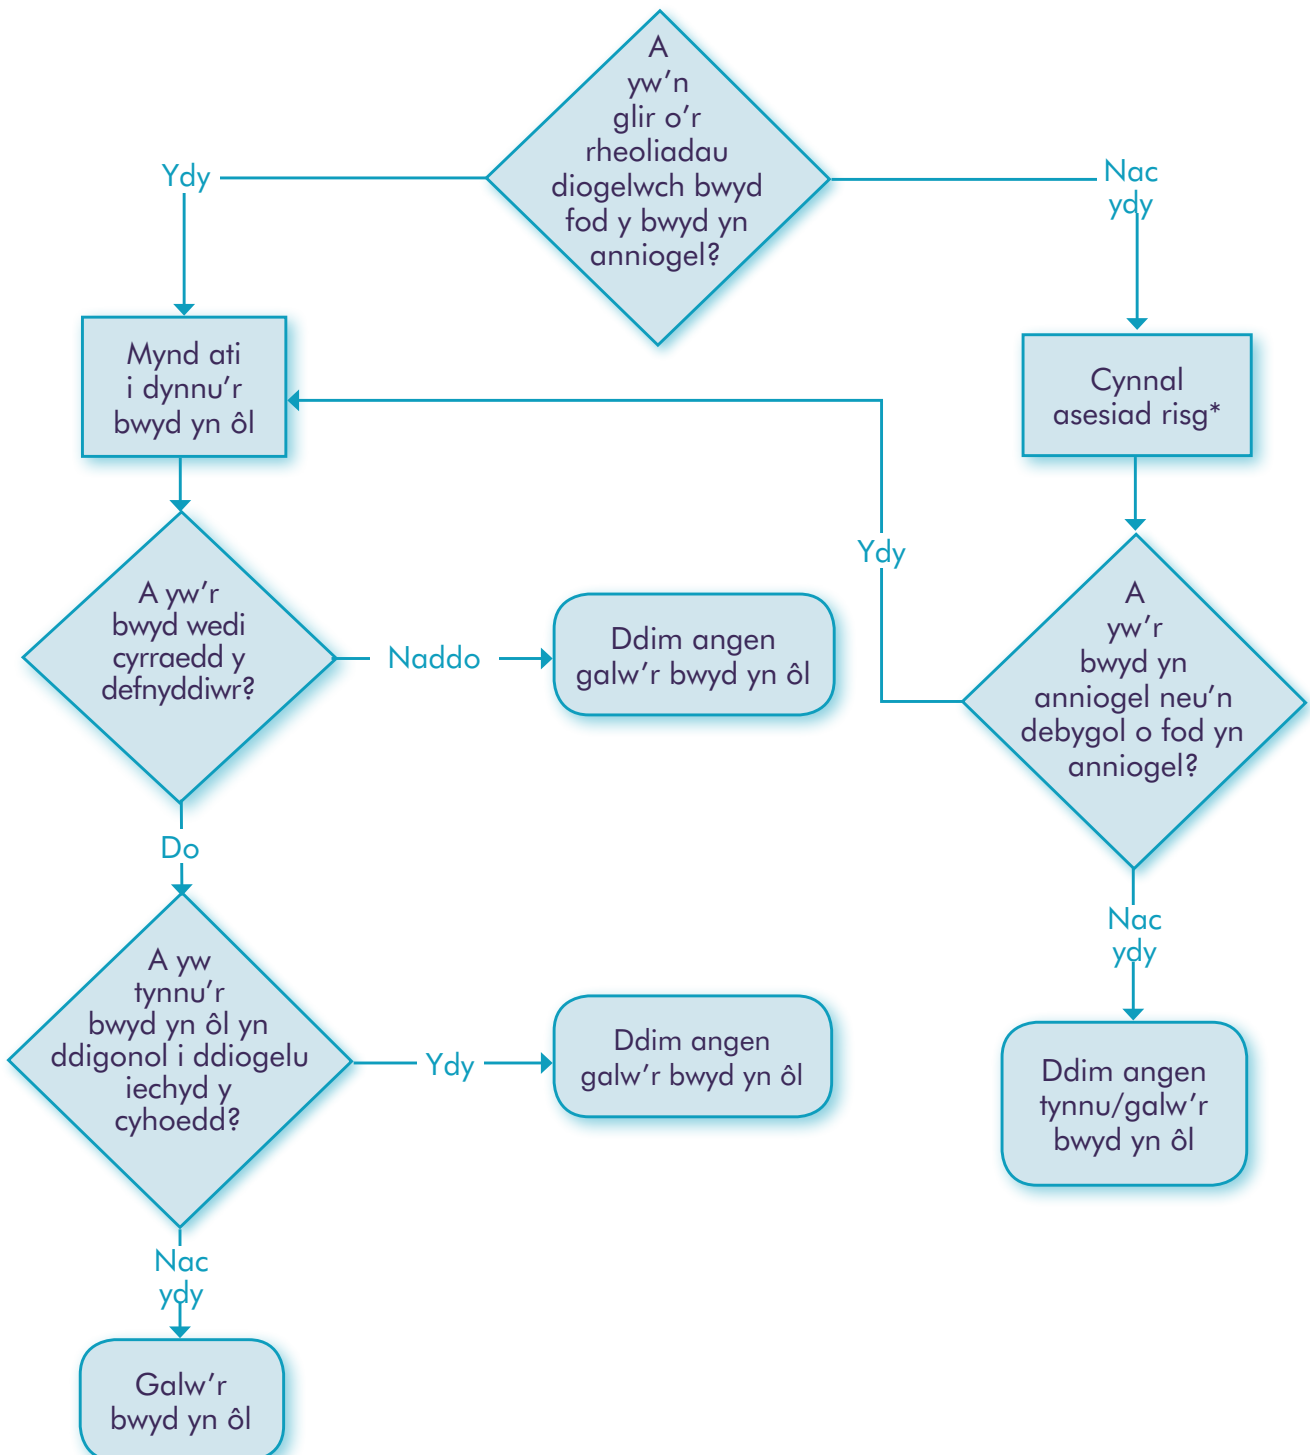 A
yw'n
glir o'r
rheoliadau
diogelwch bwyd
fod y bwyd yn
anniogel?
Ydy
Nac
ydy
Mynd ati
i dynnu'r
bwyd yn ôl
Cynnal
asesiad risg*
Ydy
A yw'r
bwyd wedi
cyrraedd y
defnyddiwr?
Naddo
Ddim angen
galw'r bwyd yn ôl
A
yw'r
bwyd yn
anniogel neu'n
debygol o fod yn
anniogel?
Do
Nac
ydy
A yw
tynnu'r
bwyd yn ôl yn
ddigonol i ddiogelu
iechyd y
cyhoedd?
Ydy
Ddim angen
galw'r bwyd yn ôl
Ddim angen
tynnu/galw'r
bwyd yn ôl
Nac
ydy
Galw'r
bwyd yn ôl